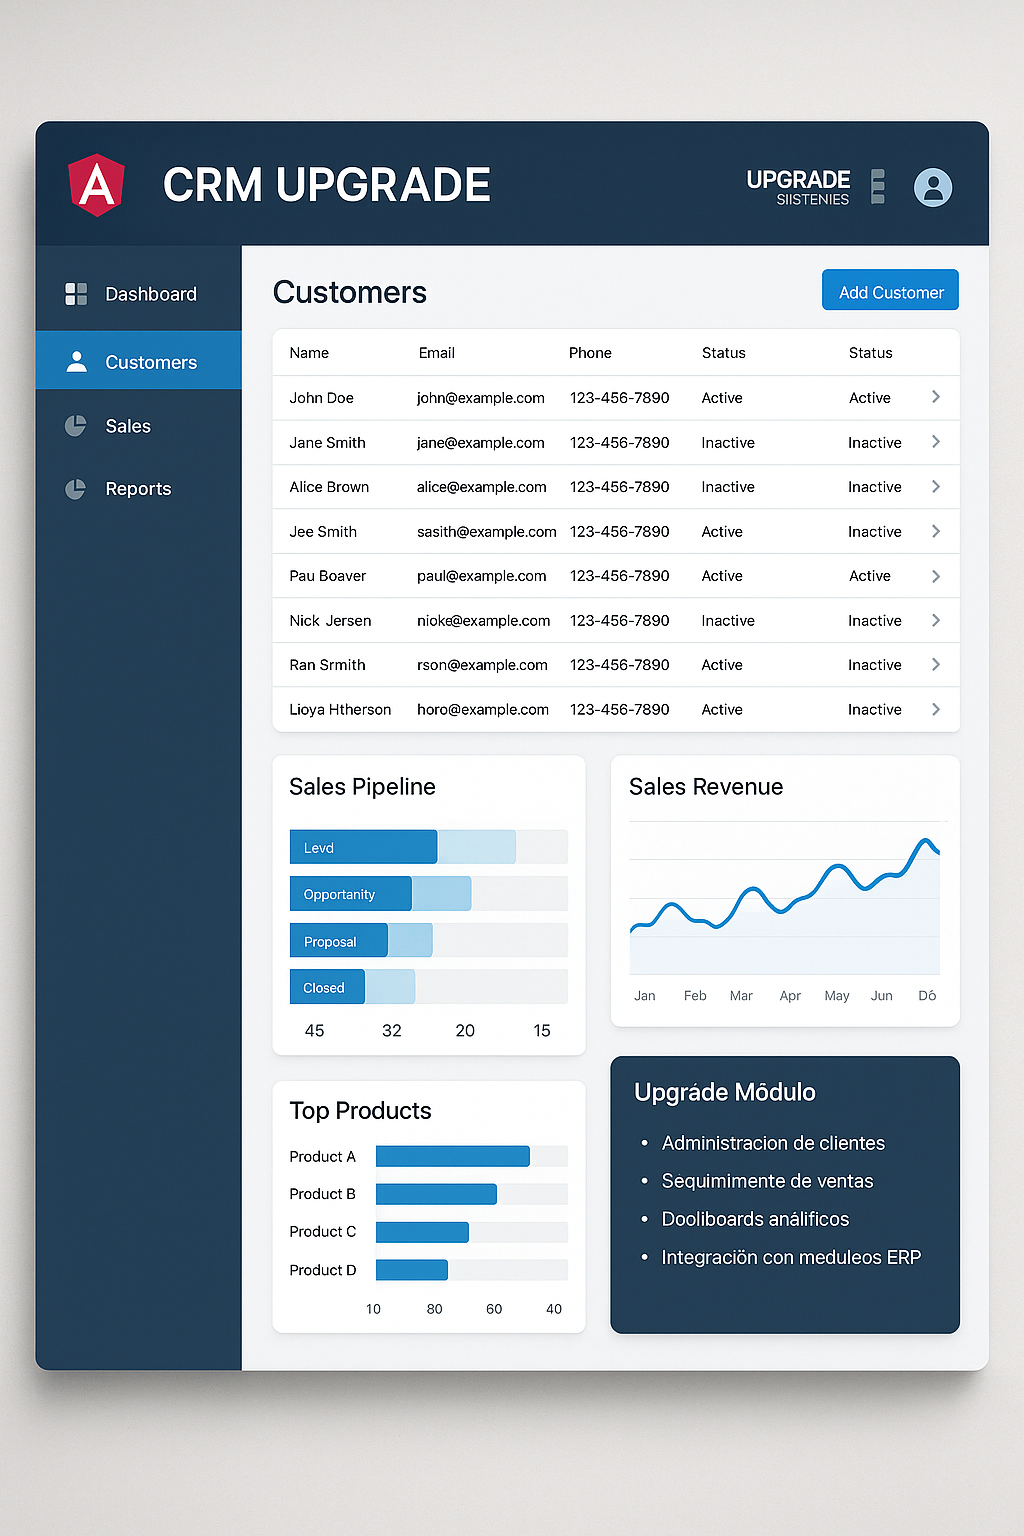 A
CRM UPGRADE
UPGRADE
SIISTENIES
Dashboard
Customers
Sales
Reports
Customers
Add Customer
Name Email Phone Status Status
John Doe john@example.com 123-456-7890 Active Active
Jane Smith jane@example.com 123-456-7890 Inactive Inactive
Alice Brown alice@example.com 123-456-7890 Inactive Inactive
Jee Smith sasith@example.com 123-456-7890 Active Inactive
Pau Boaver paul@example.com 123-456-7890 Active Active
Nick Jersen nioke@example.com 123-456-7890 Inactive Inactive
Ran Srmith rson@example.com 123-456-7890 Active Inactive
Lioya Htherson horo@example.com 123-456-7890 Active Inactive
Sales Pipeline
Levd
Opportanity
Proposal
Closed
45 32 20 15
Sales Revenue
Jan Feb Mar Apr May Jun Dó
Top Products
Product A
Product B
Product C
Product D
10 80 60 40
Upgráde Mōdulo
• Administracion de clientes
• Sequimimente de ventas
• Dooliboards análificos
• Integraciön con meduleos ERP